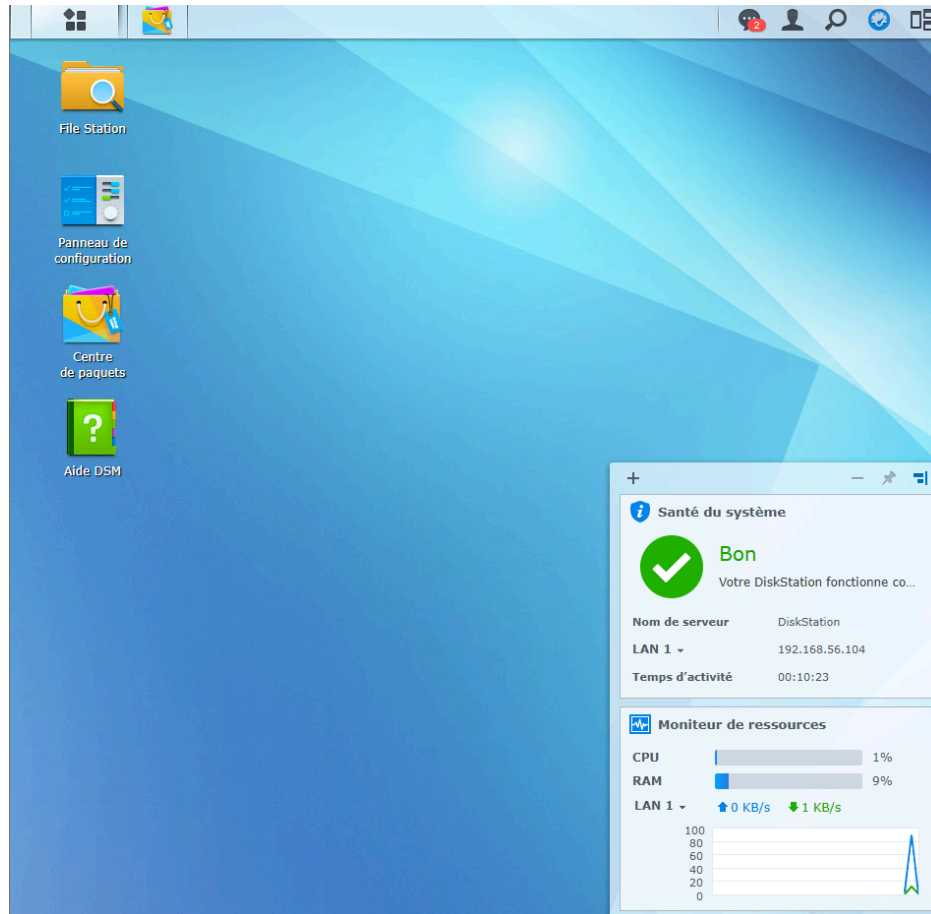 2
File Station
Panneau de
configuration
Centre
de paquets
Aide DSM
Santé du système
Bon
Votre DiskStation fonctionne co...
Nom de serveur DiskStation
LAN 1 192.168.56.104
Temps d'activité 00:10:23
Moniteur de ressources
CPU 1%
RAM 9%
LAN 1 0 KB/s 1 KB/s
100
80
60
40
20
0